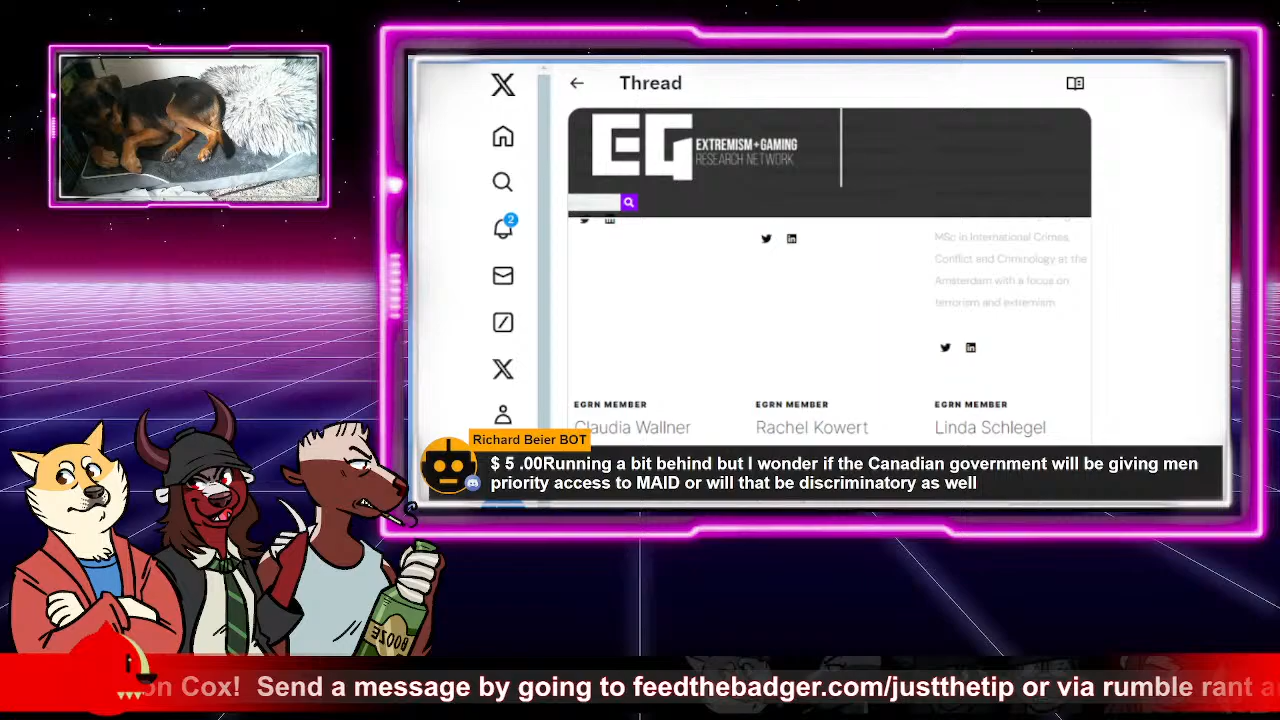 Thread
EG EXTREMISM+GAMING
RESEARCH NETWORK
2
MSc in International Crimes,
Conflict and Criminology at the
Amsterdam with a focus on
terrorism and extremism
EGRN MEMBER
Claudia Wallner
EGRN MEMBER
Rachel Kowert
EGRN MEMBER
Linda Schlegel
Richard Beier BOT
$ 5 .00Running a bit behind but I wonder if the Canadian government will be giving men
priority access to MAID or will that be discriminatory as well
BOOZE
on Cox! Send a message by going to feedthebadger.com/justthetip or via rumble rant a